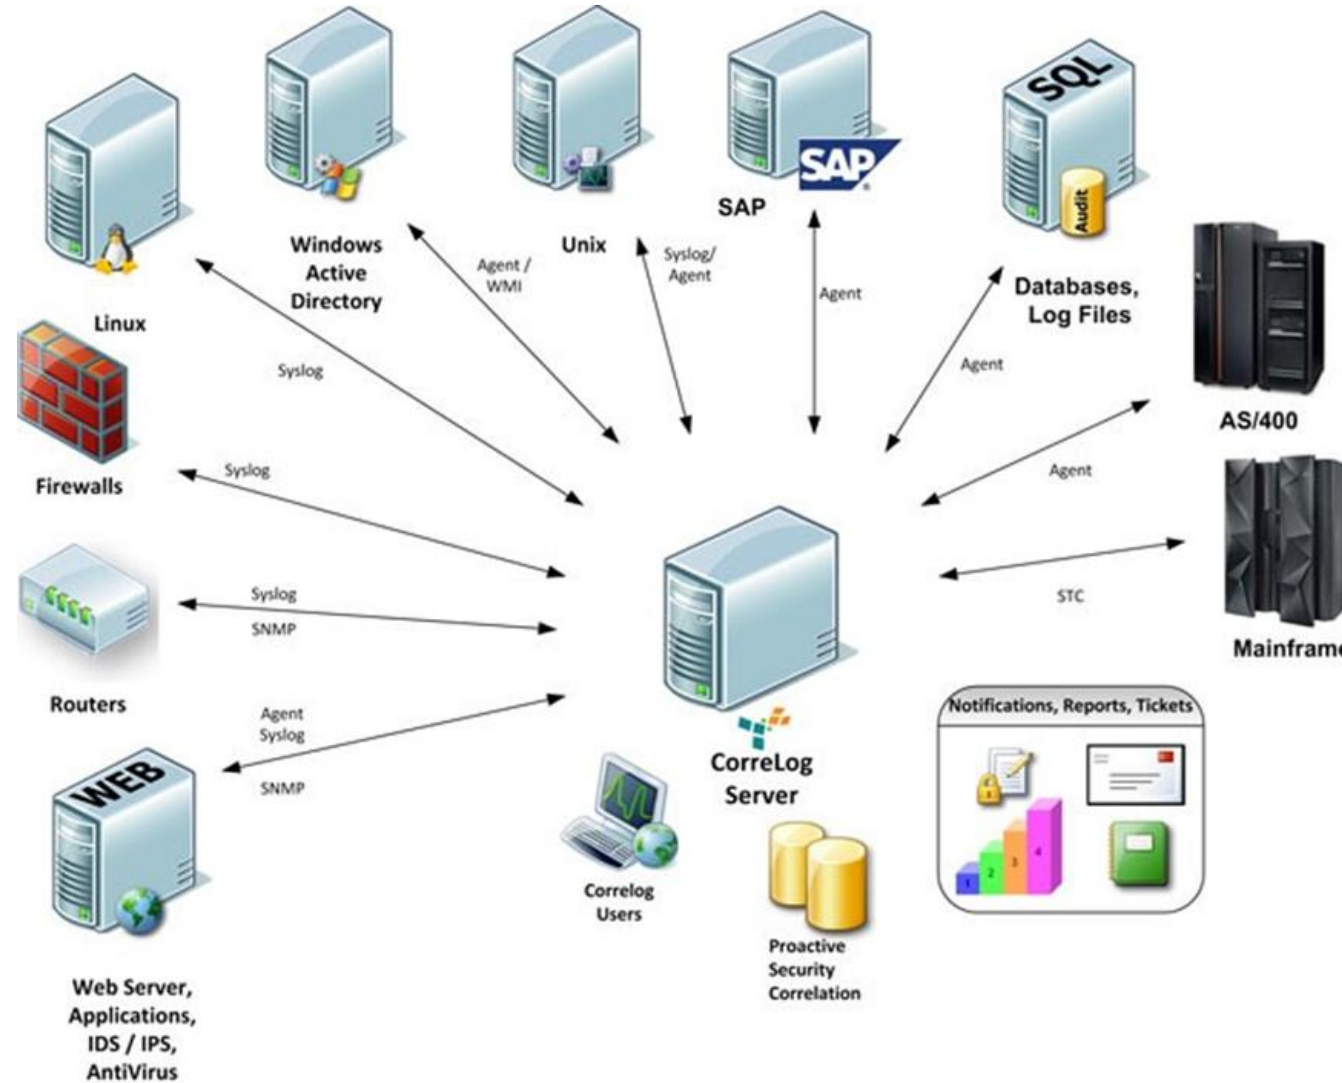 SQL
Audit
SAP
SAP
Windows
Active
Directory
Unix
Databases,
Log Files
Linux
Agent /
WMI
Syslog/
Agent
Agent
Syslog
Agent
AS/400
Firewalls
Syslog
Agent
Syslog
SNMP
STC
Mainframe
Routers
Agent
Syslog
SNMP
Notifications, Reports, Tickets
1
2
3
4
WEB
CorreLog
Server
Correlog
Users
Proactive
Security
Correlation
Web Server,
Applications,
IDS / IPS,
AntiVirus